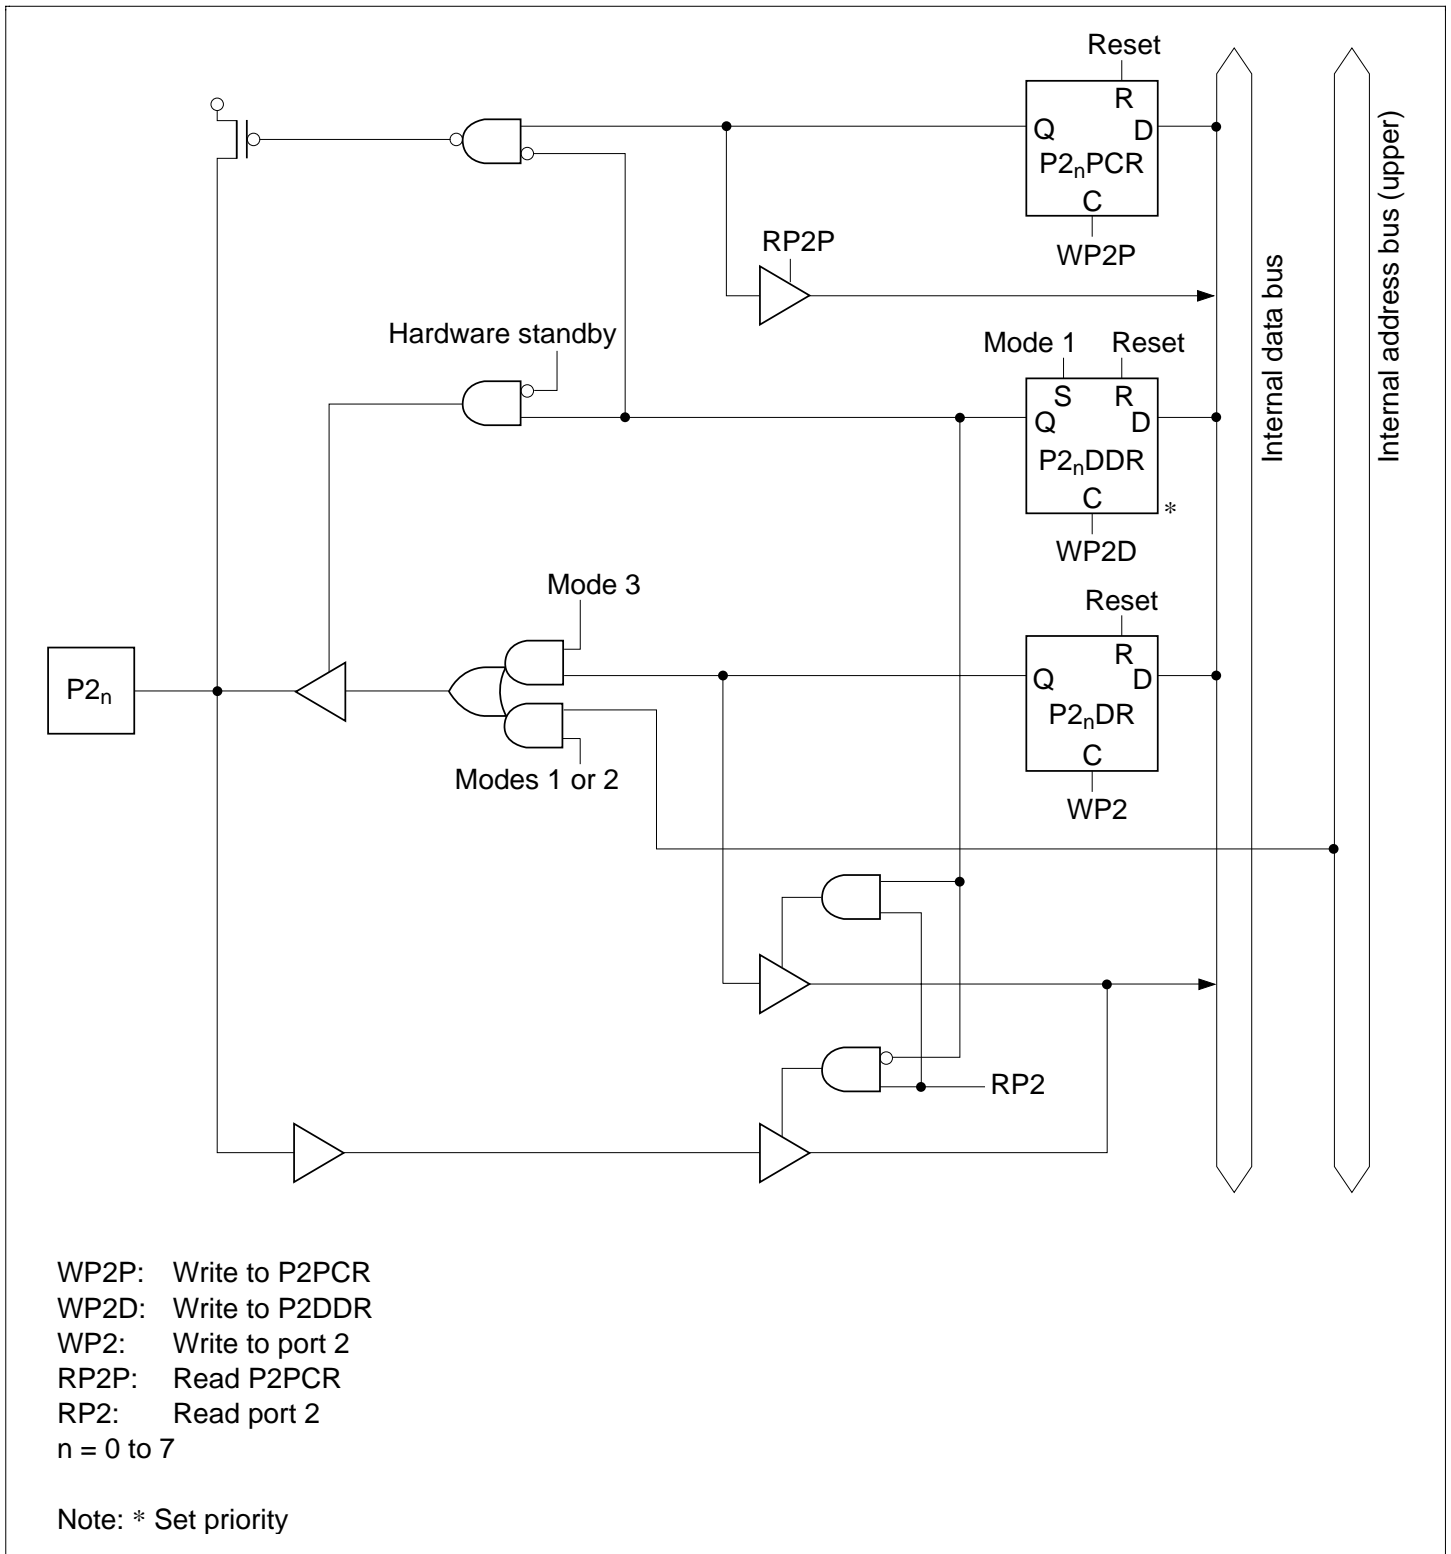 Reset
R
Q D
P2nPCR
C
WP2P
RP2P
Hardware standby
Mode 1 Reset
S R
Q D
P2nDDR
C
*
WP2D
Mode 3
Reset
R
Q D
P2nDR
C
WP2
P2n
Modes 1 or 2
RP2
Internal data bus
Internal address bus (upper)
WP2P: Write to P2PCR
WP2D: Write to P2DDR
WP2: Write to port 2
RP2P: Read P2PCR
RP2: Read port 2
n = 0 to 7
Note: * Set priority